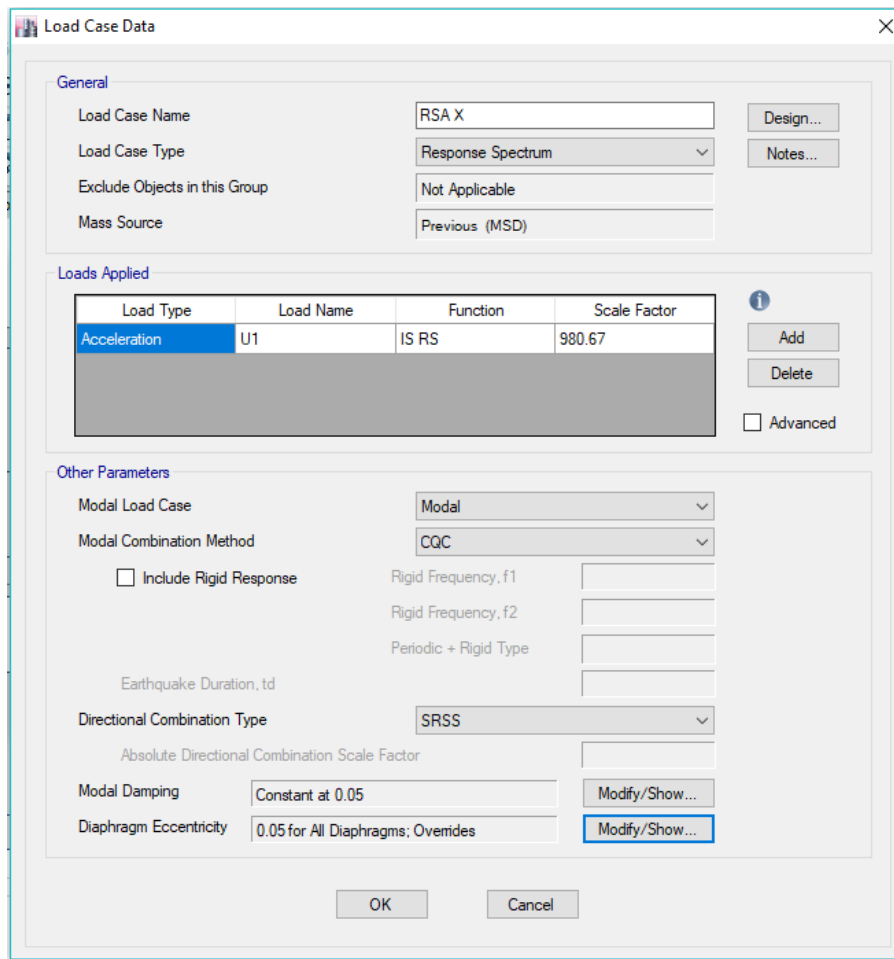 Load Case Data
General
Load Case Name RSA X Design...
Load Case Type Response Spectrum Notes...
Exclude Objects in this Group Not Applicable
Mass Source Previous (MSD)
Loads Applied
Load Type Load Name Function Scale Factor
Acceleration U1 IS RS 980.67 Add
Delete
Advanced
Other Parameters
Modal Load Case Modal
Modal Combination Method CQC
Include Rigid Response Rigid Frequency, f1
Rigid Frequency, f2
Periodic + Rigid Type
Earthquake Duration, td
Directional Combination Type SRSS
Absolute Directional Combination Scale Factor
Modal Damping Constant at 0.05 Modify/Show...
Diaphragm Eccentricity 0.05 for All Diaphragms; Overrides Modify/Show...
OK Cancel